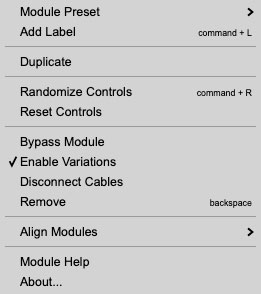 Module Preset
Add Label command + L
Duplicate
Randomize Controls command + R
Reset Controls
Bypass Module
Enable Variations
Disconnect Cables
Remove backspace
Align Modules
Module Help
About...